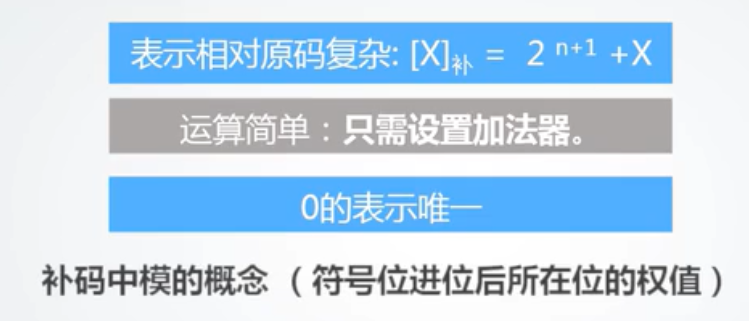 表示相对原码复杂: [X]补 = 2 n+1 +X
运算简单：只需设置加法器。
0的表示唯一
补码中模的概念 （符号位进位后所在位的权值）